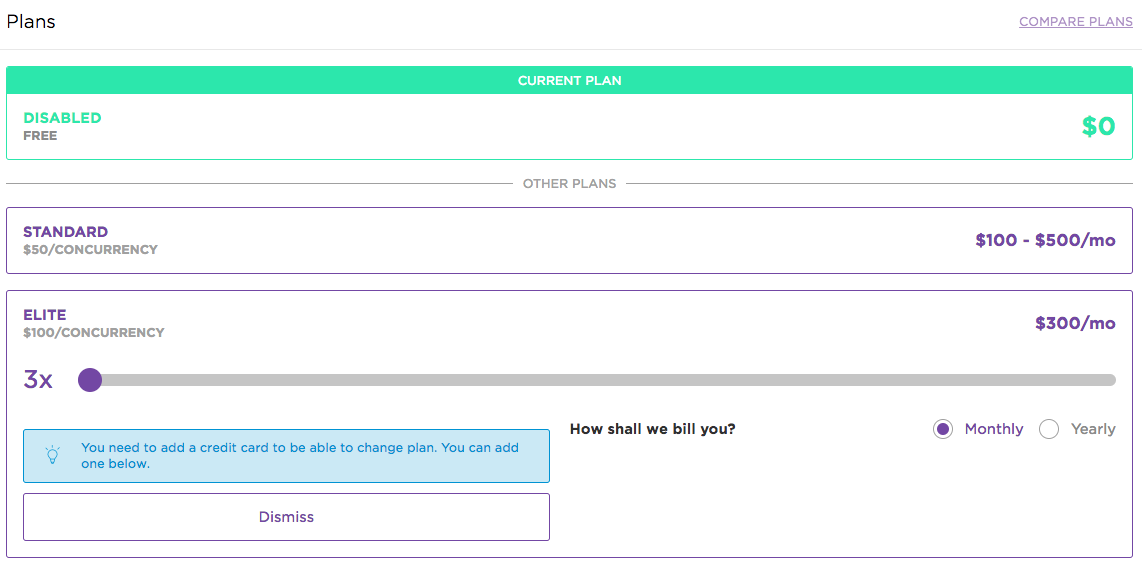 Plans
COMPARE PLANS
CURRENT PLAN
DISABLED
FREE
$0
OTHER PLANS
STANDARD
$50/CONCURRENCY
$100 - $500/mo
ELITE
$100/CONCURRENCY
$300/mo
3x
You need to add a credit card to be able to change plan. You can add
one below.
Dismiss
How shall we bill you?
Monthly
Yearly